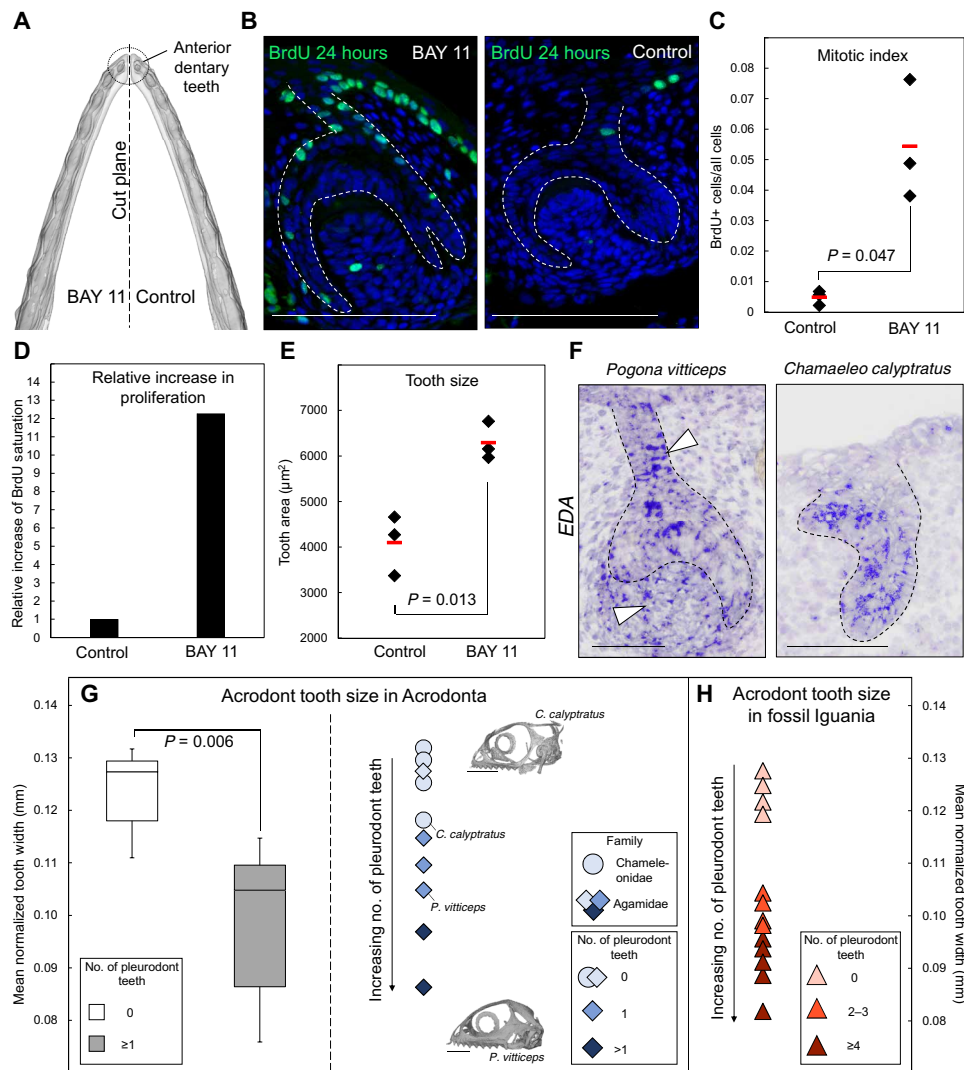 A
Anterior
dentary
teeth
Cut plane
BAY 11
Control
B
BrdU 24 hours
BAY 11
BrdU 24 hours
Control
C
Mitotic index
BrdU+ cells/all cells
0.08
0.07
0.06
0.05
0.04
0.03
0.02
0.01
0
P = 0.047
Control
BAY 11
D
Relative increase in
proliferation
Relative increase of BrdU saturation
14
13
12
11
10
9
8
7
6
5
4
3
2
1
0
Control
BAY 11
E
Tooth size
Tooth area (µm²)
7000
6000
5000
4000
3000
2000
P = 0.013
Control
BAY 11
F
Pogona vitticeps
Chamaeleo calyptratus
EDA
G
Acrodont tooth size in Acrodonta
Mean normalized tooth width (mm)
0.14
0.13
0.12
0.11
0.10
0.09
0.08
P = 0.006
No. of pleurodont
teeth
0
≥1
Increasing no. of pleurodont teeth
C. calyptratus
C. calyptratus
P. vitticeps
P. vitticeps
Family
Chamele-
onidae
Agamidae
No. of pleurodont
teeth
0
1
>1
H
Acrodont tooth size
in fossil Iguania
Increasing no. of pleurodont teeth
No. of pleurodont
teeth
0
2–3
≥4
0.14
0.13
0.12
0.11
0.10
0.09
0.08
Mean normalized tooth width (mm)